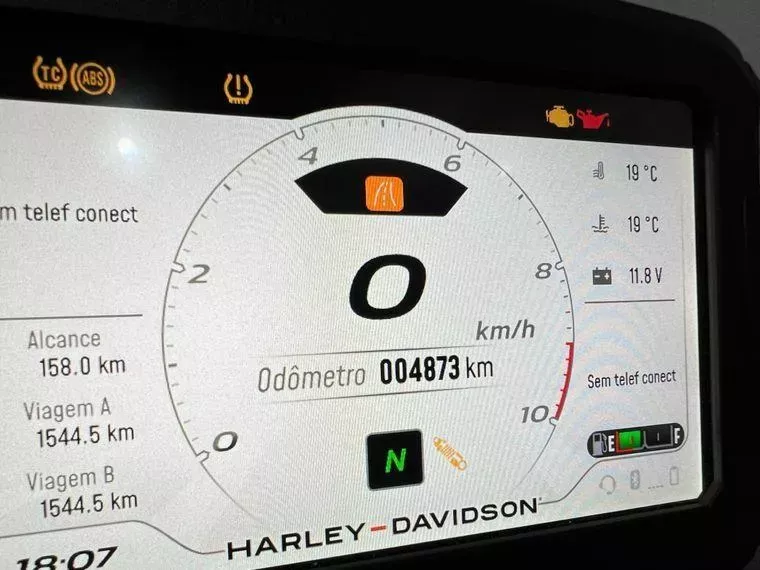 TC ABS
4 6
19 °C
m telef conect
19 °C
2 0 8
11.8 V
km/h
Alcance
158.0 km
Odômetro 004873 km
Sem telef conect
Viagem A
1544.5 km
0 10
N
E F
Viagem B
1544.5 km
HARLEY-DAVIDSON
18:07